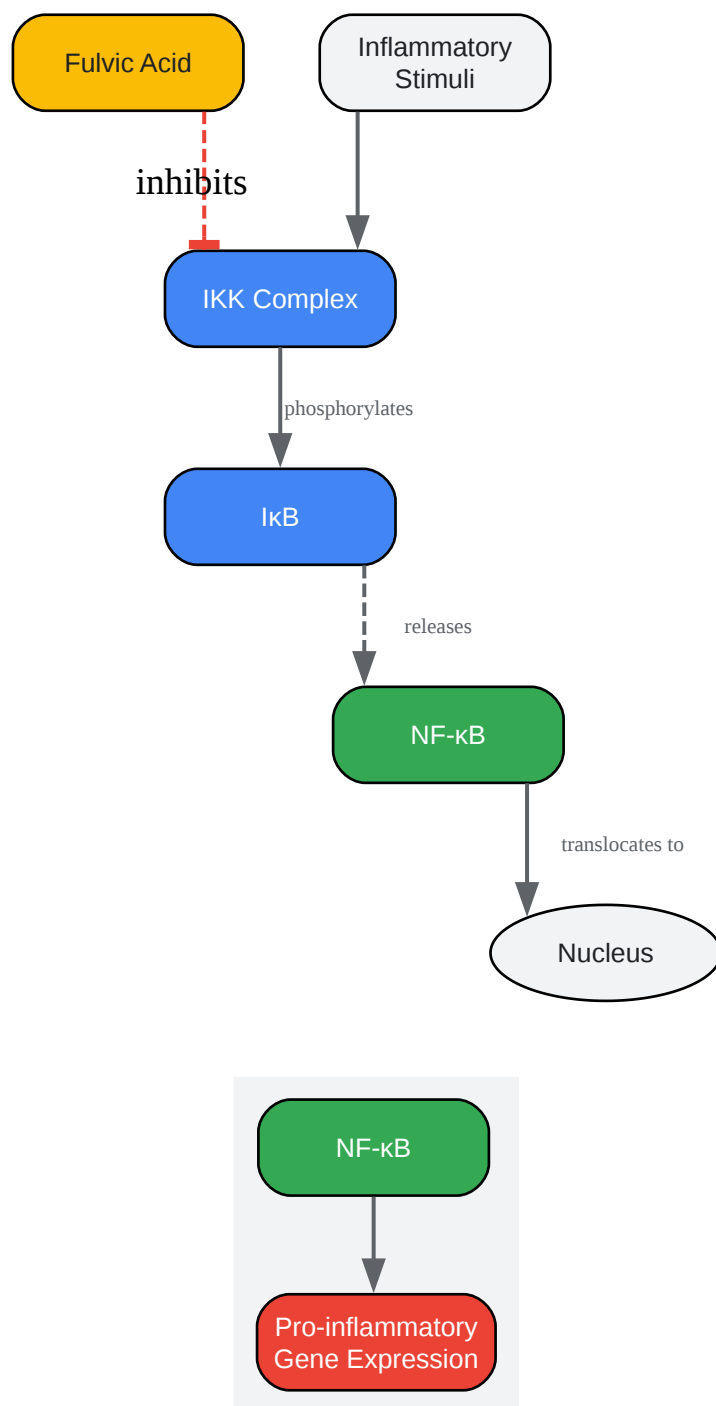 Fulvic Acid
Inflammatory
Stimuli
inhibits
IKK Complex
phosphorylates
IκB
releases
NF-κB
translocates to
Nucleus
NF-κB
Pro-inflammatory
Gene Expression